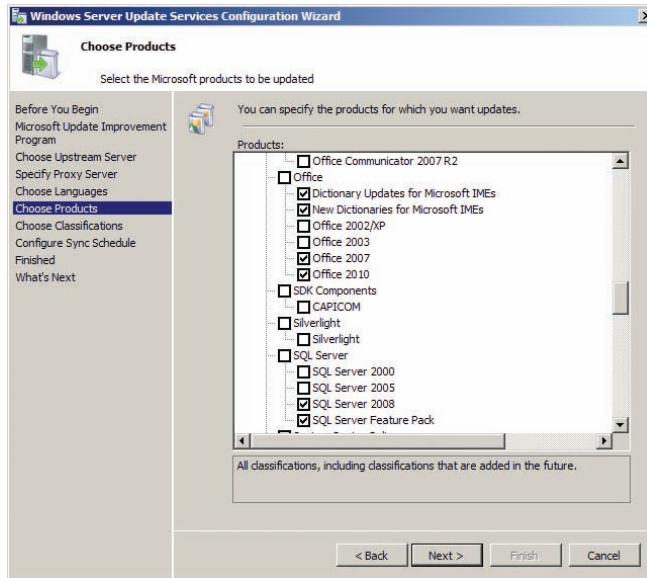 Windows Server Update Services Configuration Wizard
Choose Products
Select the Microsoft products to be updated
Before You Begin
Microsoft Update Improvement
Program
Choose Upstream Server
Specify Proxy Server
Choose Languages
Choose Products
Choose Classifications
Configure Sync Schedule
Finished
What's Next
You can specify the products for which you want updates.
Products:
Office Communicator 2007 R2
Office
Dictionary Updates for Microsoft IMEs
New Dictionaries for Microsoft IMEs
Office 2002/XP
Office 2003
Office 2007
Office 2010
SDK Components
CAPICOM
Silverlight
Silverlight
SQL Server
SQL Server 2000
SQL Server 2005
SQL Server 2008
SQL Server Feature Pack
All classifications, including classifications that are added in the future.
< Back
Next >
Finish
Cancel